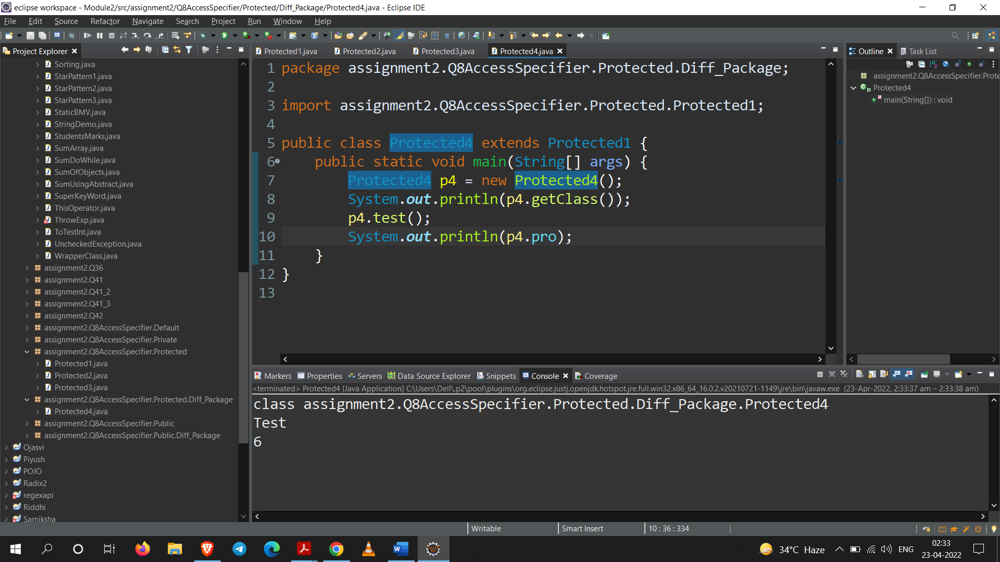 eclipse workspace - Module2/src/assignment2/Q8AccessSpecifier/Protected/Diff_Package/Protected4.java - Eclipse IDE
File Edit Source Refactor Navigate Search Project Run Window Help
Project Explorer
Sorting.java
StarPattern1.java
StarPattern2.java
StarPattern3.java
StaticBMV.java
StringDemo.java
StudentsMarks.java
SumArray.java
SumDoWhile.java
SumOfObjects.java
SumUsingAbstract.java
SuperKeyWord.java
ThisOperator.java
ThrowExp.java
ToTestInt.java
UncheckedException.java
WrapperClass.java
assignment2.Q36
assignment2.Q41
assignment2.Q41_2
assignment2.Q41_3
assignment2.Q42
assignment2.Q8AccessSpecifier.Default
assignment2.Q8AccessSpecifier.Private
assignment2.Q8AccessSpecifier.Protected
Protected1.java
Protected2.java
Protected3.java
assignment2.Q8AccessSpecifier.Protected.Diff_Package
Protected4.java
assignment2.Q8AccessSpecifier.Public
assignment2.Q8AccessSpecifier.Public.Diff_Package
Ojasvi
Piyush
POJO
Radix2
regexapi
Riddhi
Samiksha
Protected1.java Protected2.java Protected3.java Protected4.java
1 package assignment2.Q8AccessSpecifier.Protected.Diff_Package;
2
3 import assignment2.Q8AccessSpecifier.Protected.Protected1;
4
5 public class Protected4 extends Protected1 {
6 public static void main(String[] args) {
7 Protected4 p4 = new Protected4();
8 System.out.println(p4.getClass());
9 p4.test();
10 System.out.println(p4.pro);
11 }
12 }
13
Outline Task List
assignment2.Q8AccessSpecifier.Prote
Protected4
main(String[]) : void
Markers Properties Servers Data Source Explorer Snippets Console Coverage
<terminated> Protected4 [Java Application] C:\Users\Dell\.p2\pool\plugins\org.eclipse.justj.openjdk.hotspot.jre.full.win32.x86_64_16.0.2.v20210721-1149\jre\bin\javaw.exe (23-Apr-2022, 2:33:37 am – 2:33:38 am)
class assignment2.Q8AccessSpecifier.Protected.Diff_Package.Protected4
Test
6
Writable Smart Insert 10 : 36 : 334
34°C Haze ENG 02:33
23-04-2022